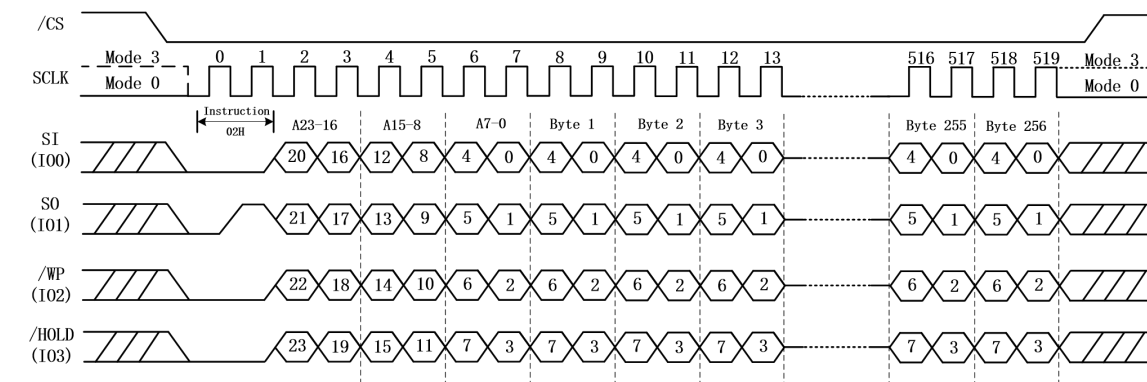 /CS
Mode 3 0 1 2 3 4 5 6 7 8 9 10 11 12 13 516 517 518 519 Mode 3
SCLK
Mode 0 Mode 0
Instruction
02H
A23-16 A15-8 A7-0 Byte 1 Byte 2 Byte 3 Byte 255 Byte 256
SI
(IO0)
20 16 12 8 4 0 4 0 4 0 4 0 4 0 4 0
SO
(IO1)
21 17 13 9 5 1 5 1 5 1 5 1 5 1 5 1
/WP
(IO2)
22 18 14 10 6 2 6 2 6 2 6 2 6 2 6 2
/HOLD
(IO3)
23 19 15 11 7 3 7 3 7 3 7 3 7 3 7 3